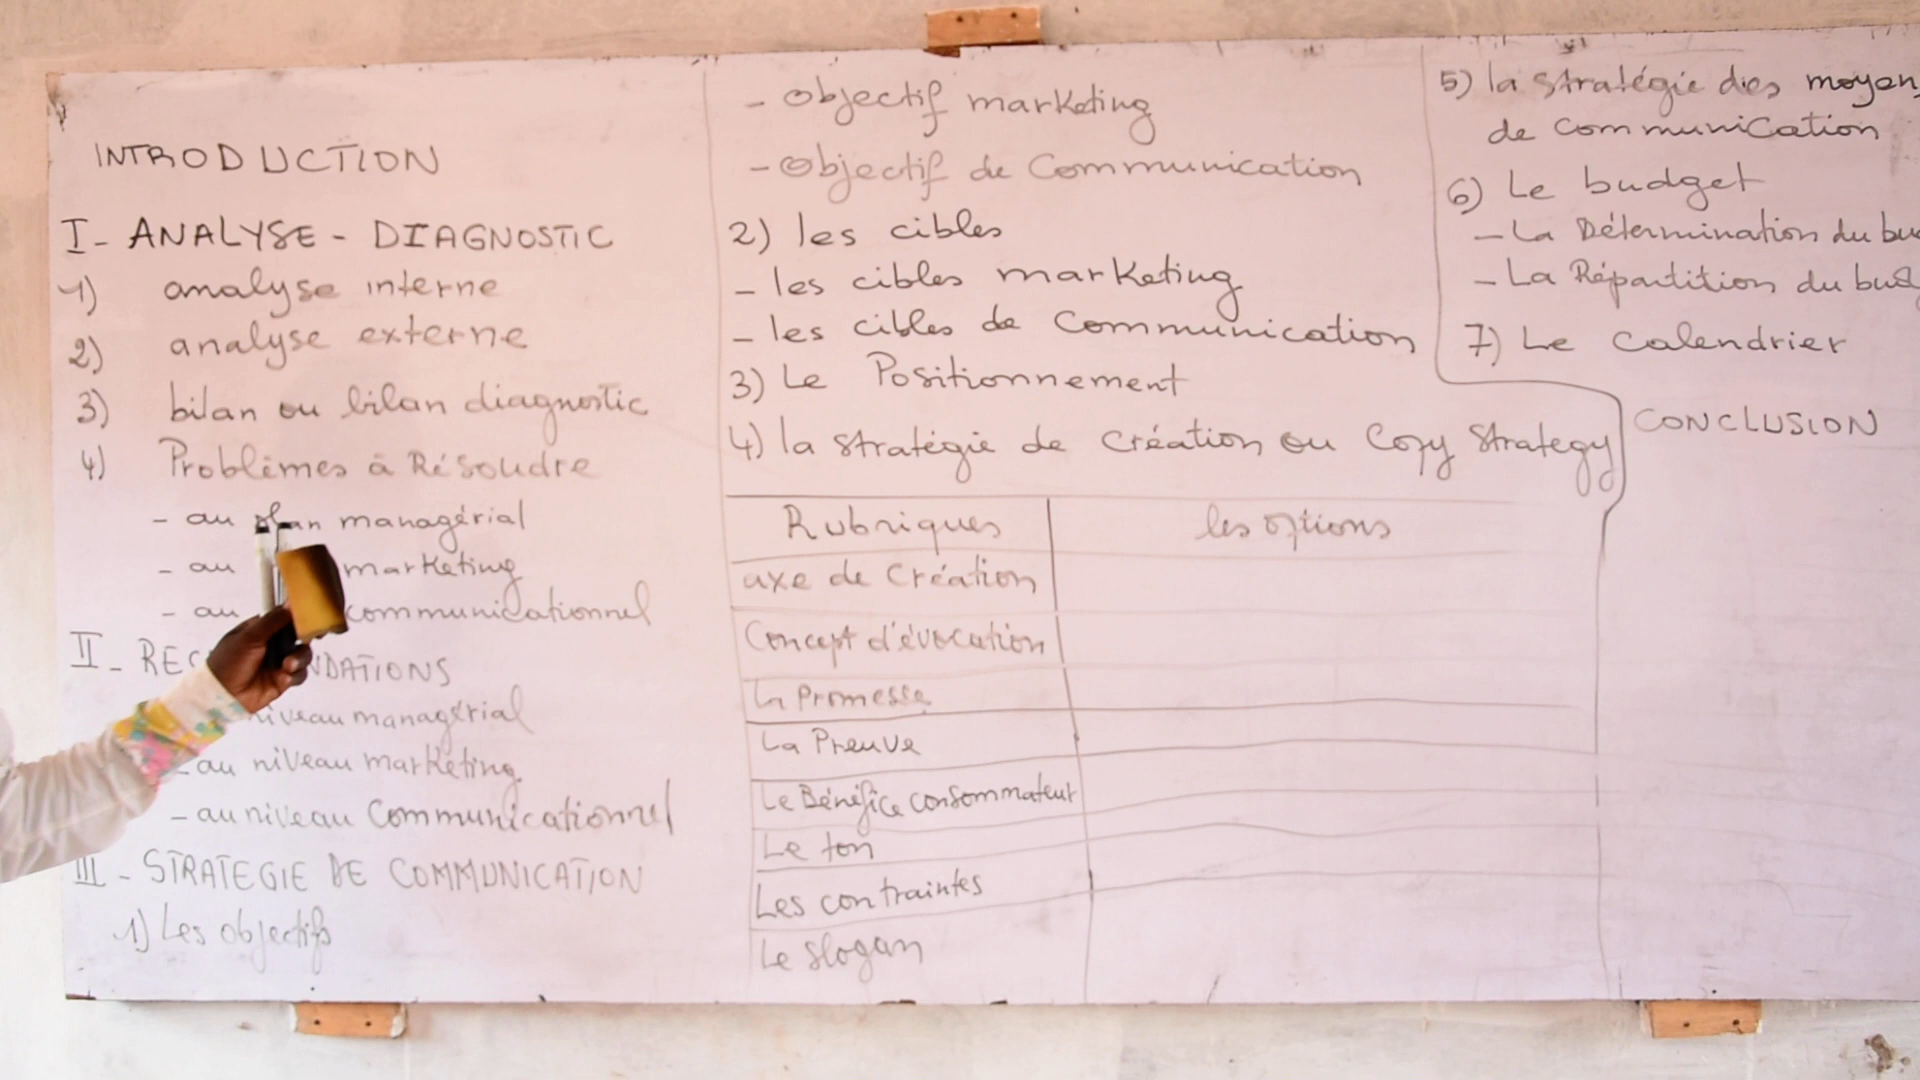 INTRODUCTION
I - ANALYSE - DIAGNOSTIC
1) analyse interne
2) analyse externe
3) bilan ou bilan diagnostic
4) Problèmes à Résoudre
- au plan managérial
- au marketing
- au communicationnel
II - REC NDATIONS
niveau managérial
- au niveau marketing
- au niveau Communicationnel
III - STRATEGIE DE COMMUNICATION
1) Les objectifs
- Objectif marketing
- Objectif de Communication
2) les cibles
- les cibles marketing
- les cibles de Communication
3) Le Positionnement
4) la stratégie de Création ou Copy Strategy
Rubriques les options
axe de Création
Concept d'évocation
La Promesse
La Preuve
Le Bénéfice consommateur
Le ton
Les contraintes
Le slogan
5) la stratégie des moyen
de Communication
6) Le budget
- La Détermination du bu
- La Répartition du bud
7) Le Calendrier
CONCLUSION